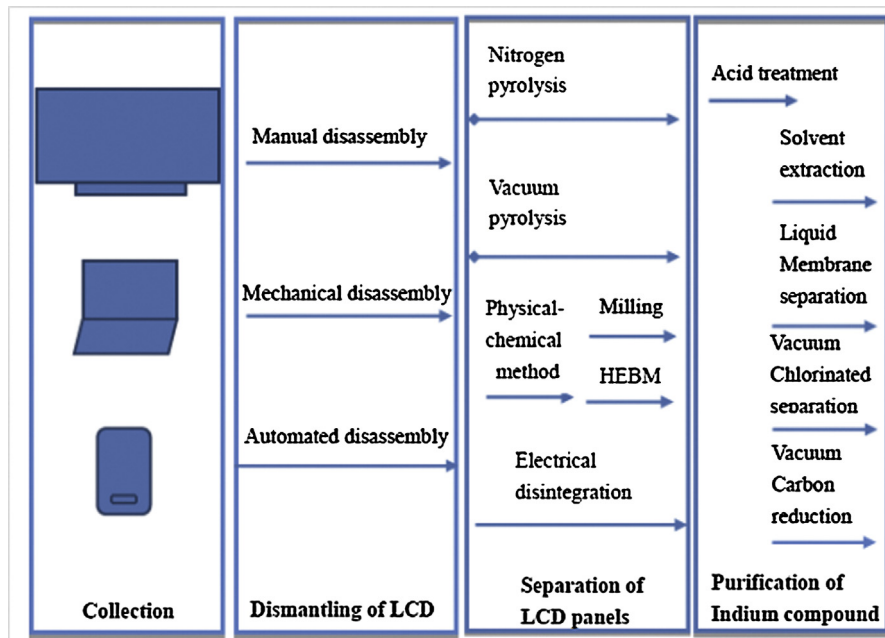 Manual disassembly
Mechanical disassembly
Automated disassembly
Nitrogen
pyrolysis
Vacuum
pyrolysis
Physical-
chemical
method
Milling
HEBM
Electrical
disintegration
Acid treatment
Solvent
extraction
Liquid
Membrane
separation
Vacuum
Chlorinated
separation
Vacuum
Carbon
reduction
Collection
Dismantling of LCD
Separation of
LCD panels
Purification of
Indium compound